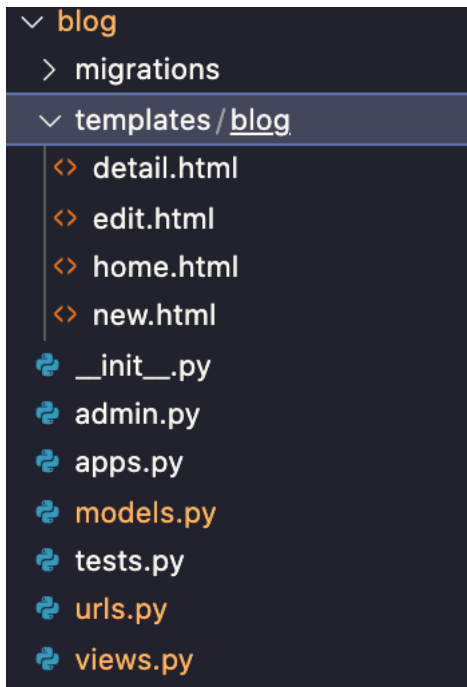 blog
migrations
templates/blog
detail.html
edit.html
home.html
new.html
__init__.py
admin.py
apps.py
models.py
tests.py
urls.py
views.py